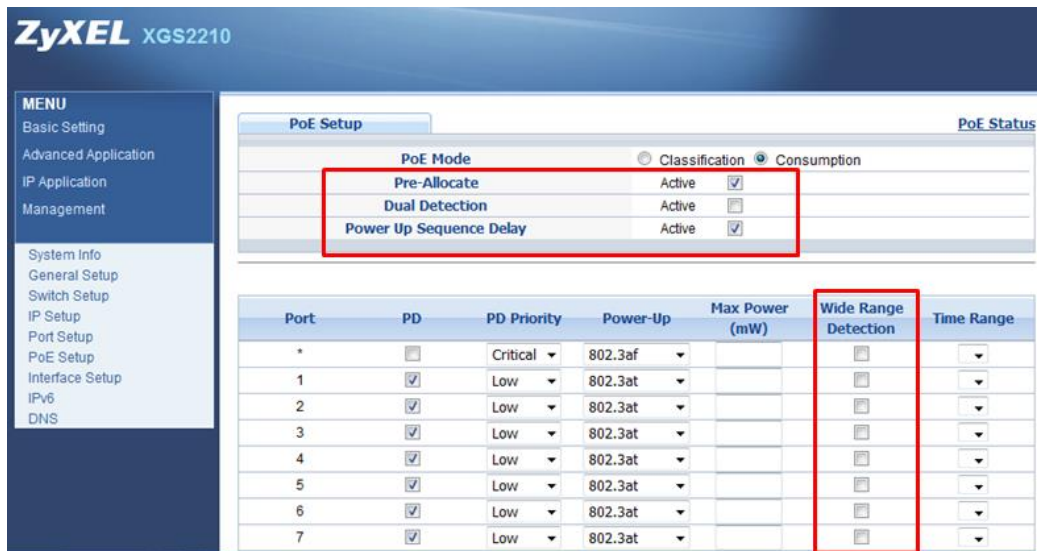 ZyXEL XGS2210
MENU
Basic Setting
Advanced Application
IP Application
Management
System Info
General Setup
Switch Setup
IP Setup
Port Setup
PoE Setup
Interface Setup
IPv6
DNS
PoE Setup PoE Status
PoE Mode Classification Consumption
Pre-Allocate Active
Dual Detection Active
Power Up Sequence Delay Active
Port PD PD Priority Power-Up Max Power (mW) Wide Range Detection Time Range
* Critical 802.3af
1 Low 802.3at
2 Low 802.3at
3 Low 802.3at
4 Low 802.3at
5 Low 802.3at
6 Low 802.3at
7 Low 802.3at